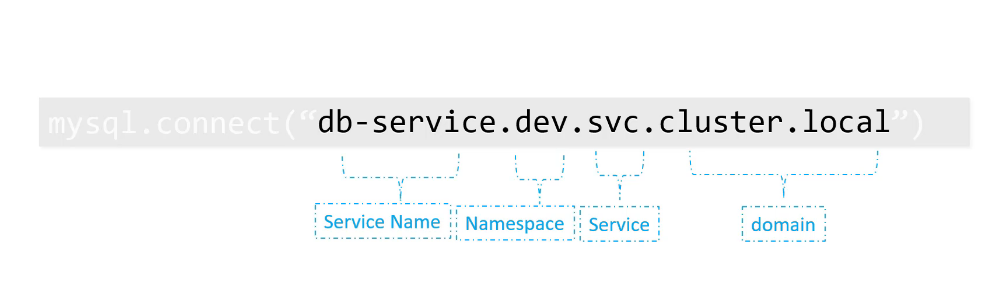 mysql.connect(“db-service.dev.svc.cluster.local”)
Service Name Namespace Service domain